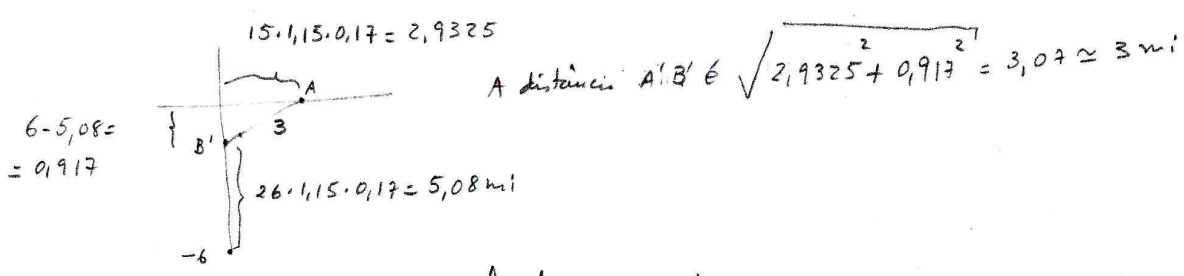 15.1,15.0,17 = 2,9325
A distância A'B' é √2,9325² + 0,917² = 3,07 ≃ 3 mi
A
6-5,08=
= 0,917
B'
3
26.1,15.0,17 = 5,08 mi
-6